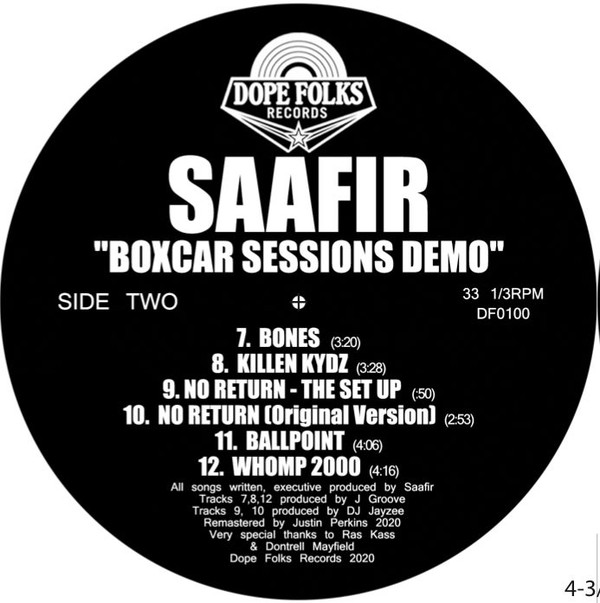 DOPE FOLKS
RECORDS
SAAFIR
"BOXCAR SESSIONS DEMO"
SIDE TWO
33 1/3RPM
DF0100
7. BONES (3:20)
8. KILLEN KYDZ (3:28)
9. NO RETURN - THE SET UP (:50)
10. NO RETURN (Original Version) (2:53)
11. BALLPOINT (4:06)
12. WHOMP 2000 (4:16)
All songs written, executive produced by Saafir
Tracks 7,8,12 produced by J Groove
Tracks 9, 10 produced by DJ Jayzee
Remastered by Justin Perkins 2020
Very special thanks to Ras Kass
& Dontrell Mayfield
Dope Folks Records 2020